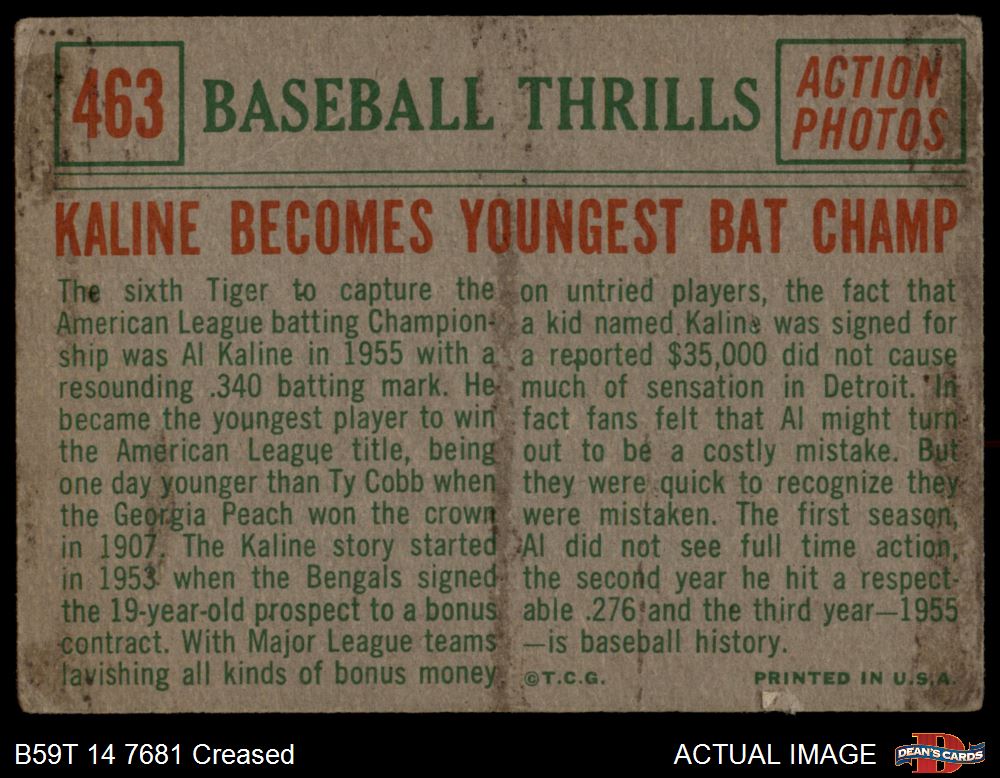 463
BASEBALL THRILLS
ACTION
PHOTOS
KALINE BECOMES YOUNGEST BAT CHAMP
The sixth Tiger to capture the
American League batting Champion-
ship was Al Kaline in 1955 with a
resounding .340 batting mark. He
became the youngest player to win
the American League title, being
one day younger than Ty Cobb when
the Georgia Peach won the crown
in 1907. The Kaline story started
in 1953 when the Bengals signed
the 19-year-old prospect to a bonus
contract. With Major League teams
lavishing all kinds of bonus money
on untried players, the fact that
a kid named Kaline was signed for
a reported $35,000 did not cause
much of sensation in Detroit. In
fact fans felt that Al might turn
out to be a costly mistake. But
they were quick to recognize they
were mistaken. The first season,
Al did not see full time action,
the second year he hit a respect-
able .276 and the third year—1955
—is baseball history.
©T.C.G.
PRINTED IN U.S.A.
B59T 14 7681 Creased
ACTUAL IMAGE
DEAN'S CARDS